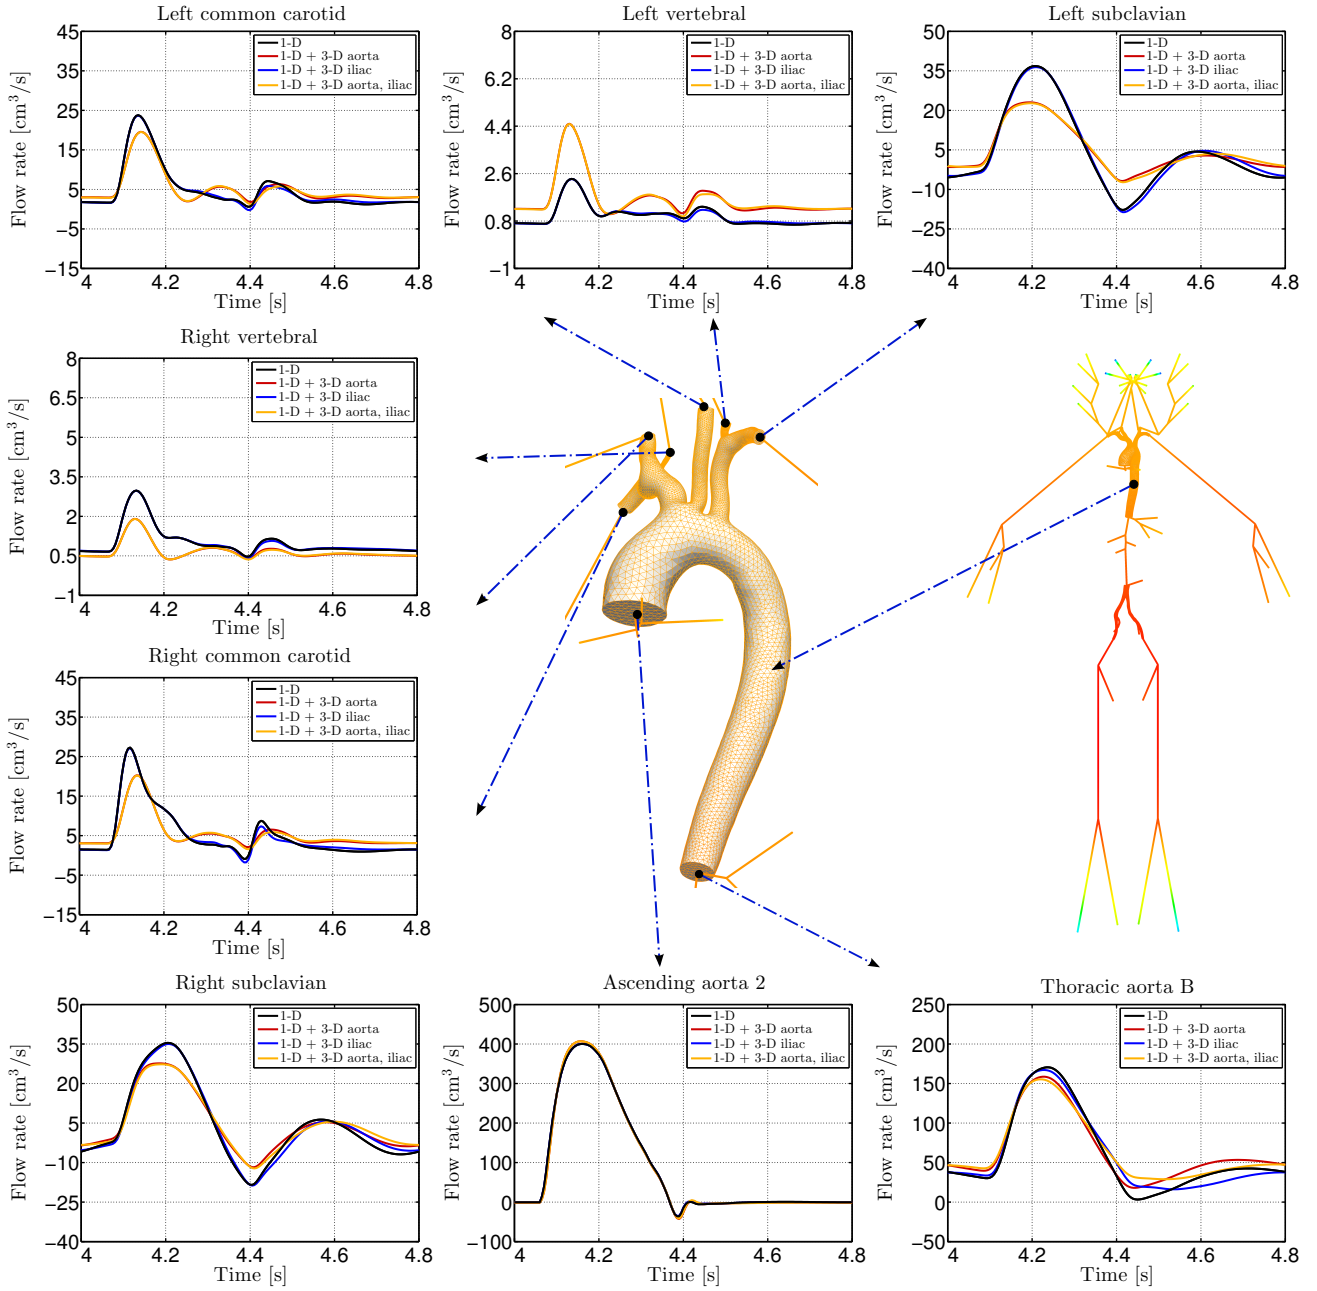 Left common carotid
Flow rate [cm³/s]
45
35
25
15
5
−5
−15
1-D
1-D + 3-D aorta
1-D + 3-D iliac
1-D + 3-D aorta, iliac
4 4.2 4.4 4.6 4.8
Time [s]
Left vertebral
Flow rate [cm³/s]
8
6.2
4.4
2.6
0.8
−1
1-D
1-D + 3-D aorta
1-D + 3-D iliac
1-D + 3-D aorta, iliac
4 4.2 4.4 4.6 4.8
Time [s]
Left subclavian
Flow rate [cm³/s]
50
35
20
5
−10
−25
−40
1-D
1-D + 3-D aorta
1-D + 3-D iliac
1-D + 3-D aorta, iliac
4 4.2 4.4 4.6 4.8
Time [s]
Right vertebral
Flow rate [cm³/s]
8
6.5
5
3.5
2
0.5
−1
1-D
1-D + 3-D aorta
1-D + 3-D iliac
1-D + 3-D aorta, iliac
4 4.2 4.4 4.6 4.8
Time [s]
Right common carotid
Flow rate [cm³/s]
45
35
25
15
5
−5
−15
1-D
1-D + 3-D aorta
1-D + 3-D iliac
1-D + 3-D aorta, iliac
4 4.2 4.4 4.6 4.8
Time [s]
Right subclavian
Flow rate [cm³/s]
50
35
20
5
−10
−25
−40
1-D
1-D + 3-D aorta
1-D + 3-D iliac
1-D + 3-D aorta, iliac
4 4.2 4.4 4.6 4.8
Time [s]
Ascending aorta 2
Flow rate [cm³/s]
500
400
300
200
100
0
−100
1-D
1-D + 3-D aorta
1-D + 3-D iliac
1-D + 3-D aorta, iliac
4 4.2 4.4 4.6 4.8
Time [s]
Thoracic aorta B
Flow rate [cm³/s]
250
200
150
100
50
0
−50
1-D
1-D + 3-D aorta
1-D + 3-D iliac
1-D + 3-D aorta, iliac
4 4.2 4.4 4.6 4.8
Time [s]